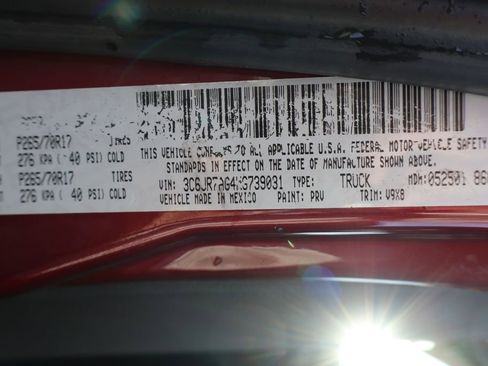 P265/70R17 TIRES
276 KPA ( 40 PSI) COLD
P265/70R17 TIRES
276 KPA ( 40 PSI) COLD
THIS VEHICLE TO ALL APPLICABLE U.S.A. FEDERAL MOTOR VEHICLE SAFETY
STANDARDS IN EFFECT ON THE DATE OF MANUFACTURE SHOWN ABOVE.
VIN: TYPE: TRUCK MDH: 052501 86
VEHICLE MADE IN MEXICO PAINT: PRV TRIM: V9X8